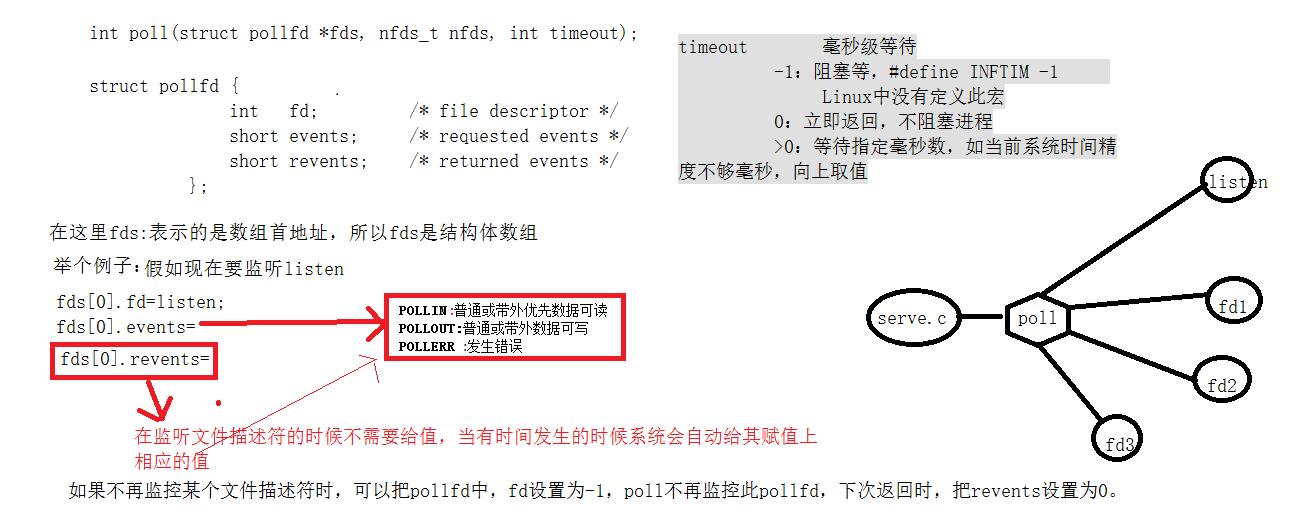 int poll(struct pollfd *fds, nfds_t nfds, int timeout);
struct pollfd {
int fd; /* file descriptor */
short events; /* requested events */
short revents; /* returned events */
};
timeout 毫秒级等待
-1：阻塞等，#define INFTIM -1
Linux中没有定义此宏
0：立即返回，不阻塞进程
>0：等待指定毫秒数，如当前系统时间精
度不够毫秒，向上取值
在这里fds:表示的是数组首地址，所以fds是结构体数组
举个例子：假如现在要监听listen
fds[0].fd=listen;
fds[0].events=
fds[0].revents=
POLLIN:普通或带外优先数据可读
POLLOUT:普通或带外数据可写
POLLERR :发生错误
在监听文件描述符的时候不需要给值，当有时间发生的时候系统会自动给其赋值上
相应的值
如果不再监控某个文件描述符时，可以把pollfd中，fd设置为-1，poll不再监控此pollfd，下次返回时，把revents设置为0。
serve.c
poll
listen
fd1
fd2
fd3